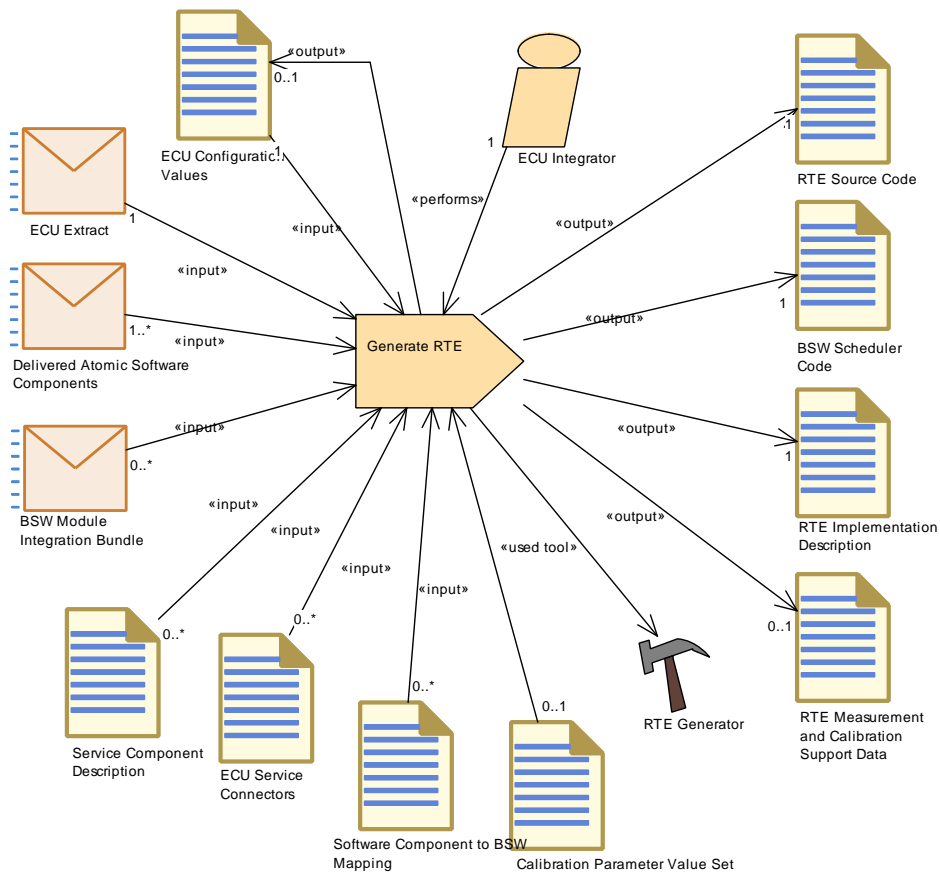 «output»
0..1
ECU Integrator
1
«performs»
1
RTE Source Code
ECU Configuratic..
Values
1
«input»
ECU Extract
1
«input»
«output»
BSW Scheduler
Code
1
«output»
Delivered Atomic Software
Components
1..*
«input»
Generate RTE
BSW Module
Integration Bundle
0..*
«input»
RTE Implementation
Description
1
«output»
«input»
«input»
«input»
«input»
«used tool»
«output»
0..1
RTE Measurement
and Calibration
Support Data
Service Component
Description
0..*
ECU Service
Connectors
0..*
Software Component to BSW
Mapping
0..*
Calibration Parameter Value Set
0..1
RTE Generator